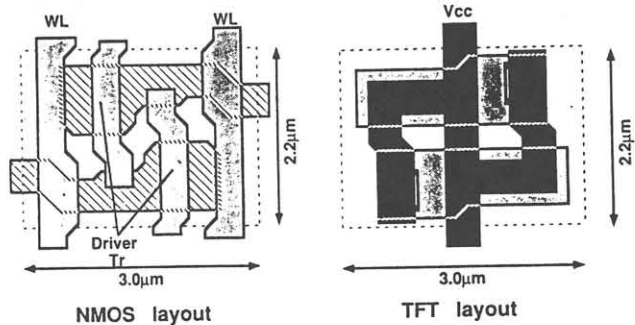 WL
WL
Vcc
2.2μm
2.2μm
Driver
Tr
3.0μm
3.0μm
NMOS layout
TFT layout